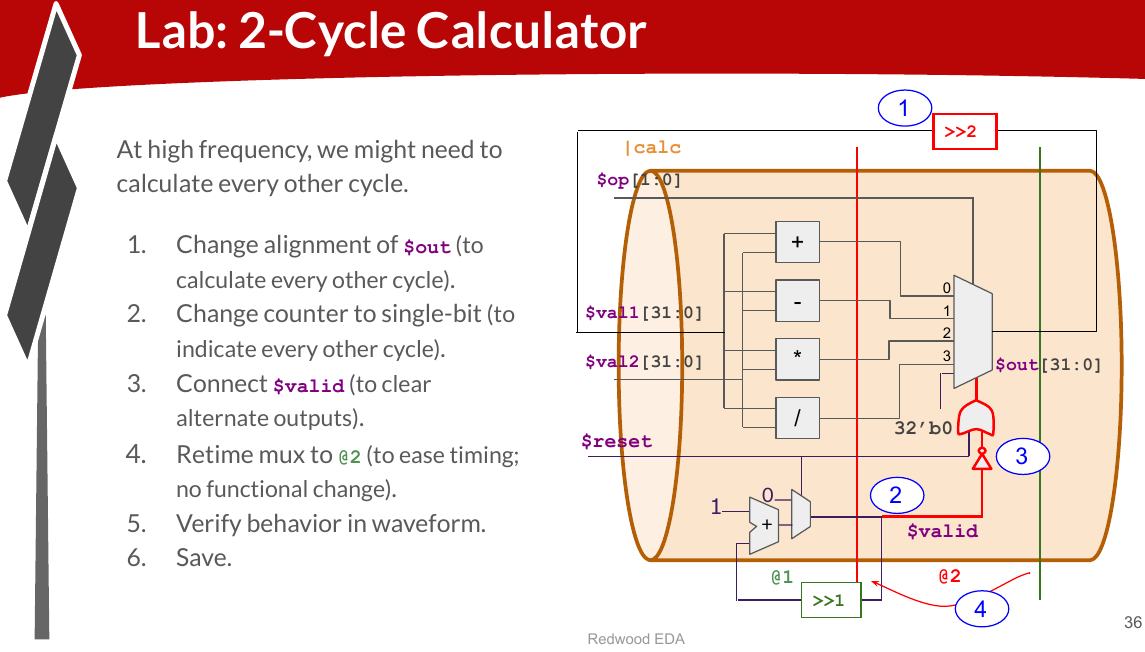 Lab: 2-Cycle Calculator
At high frequency, we might need to
calculate every other cycle.
1. Change alignment of $out (to
calculate every other cycle).
2. Change counter to single-bit (to
indicate every other cycle).
3. Connect $valid (to clear
alternate outputs).
4. Retime mux to @2 (to ease timing;
no functional change).
5. Verify behavior in waveform.
6. Save.
1
>>2
|calc
$op[1:0]
+
-
*
/
0
1
2
3
$val1[31:0]
$val2[31:0]
$out[31:0]
32’b0
$reset
3
0
1
+
2
$valid
@1
@2
>>1
4
Redwood EDA
36